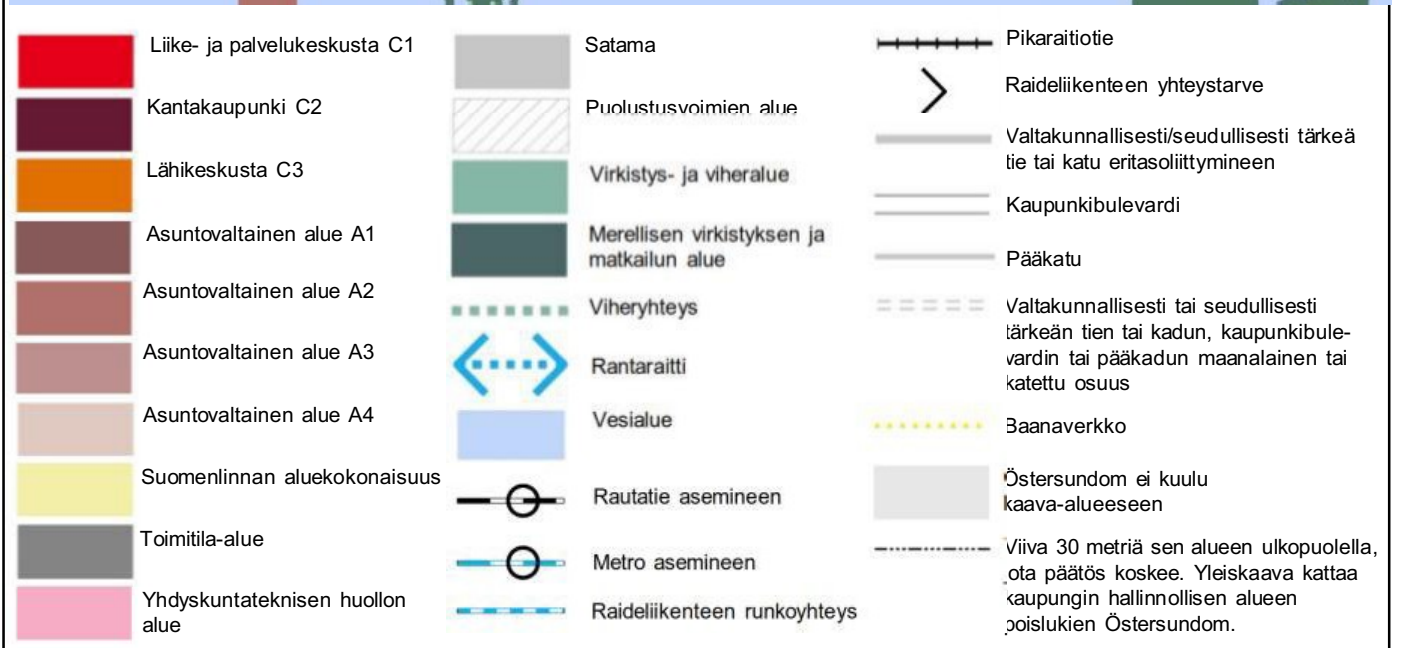 Liike- ja palvelukeskusta C1
Kantakaupunki C2
Lähikeskusta C3
Asuntovaltainen alue A1
Asuntovaltainen alue A2
Asuntovaltainen alue A3
Asuntovaltainen alue A4
Suomenlinnan aluekokonaisuus
Toimitila-alue
Yhdyskuntateknisen huollon
alue
Satama
Puolustusvoimien alue
Virkistys- ja viheralue
Merellisen virkistyksen ja
matkailun alue
Viheryhteys
Rantaraitti
Vesialue
Rautatie asemineen
Metro asemineen
Raideliikenteen runkoyhteys
Pikaraitiotie
Raideliikenteen yhteystarve
Valtakunnallisesti/seudullisesti tärkeä
tie tai katu eritasoliittymineen
Kaupunkibulevardi
Pääkatu
Valtakunnallisesti tai seudullisesti
tärkeän tien tai kadun, kaupunkibule-
vardin tai pääkadun maanalainen tai
katettu osuus
Baanaverkko
Östersundom ei kuulu
kaava-alueeseen
Viiva 30 metriä sen alueen ulkopuolella,
jota päätös koskee. Yleiskaava kattaa
kaupungin hallinnollisen alueen
poislukien Östersundom.